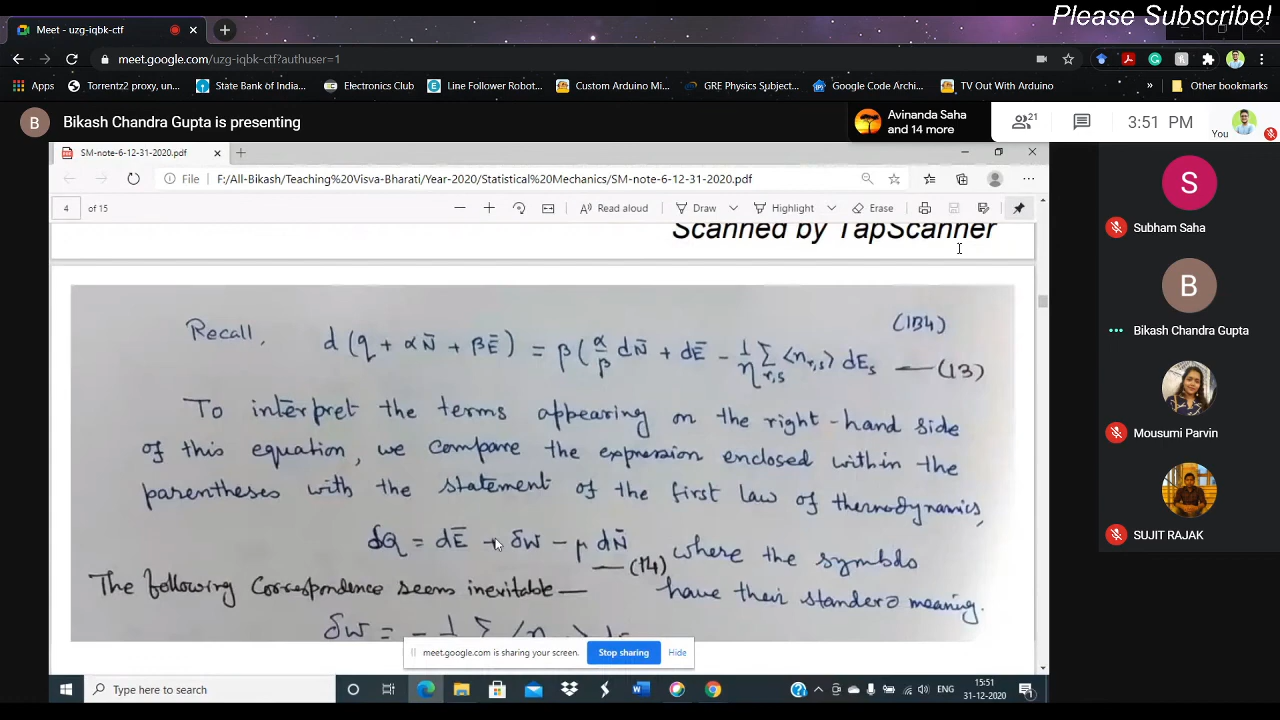 Please Subscribe!
Meet - uzg-iqbk-ctf
meet.google.com/uzg-iqbk-ctf?authuser=1
Apps Torrentz2 proxy, un... State Bank of India... Electronics Club Line Follower Robot... Custom Arduino Mi... GRE Physics Subject... Google Code Archi... TV Out With Arduino » Other bookmarks
B Bikash Chandra Gupta is presenting
Avinanda Saha
and 14 more
21
3:51 PM
You
SM-note-6-12-31-2020.pdf
File F:/All-Bikash/Teaching%20Visva-Bharati/Year-2020/Statistical%20Mechanics/SM-note-6-12-31-2020.pdf
4 of 15 Read aloud Draw Highlight Erase
Scanned by TapScanner
(1B4)
Recall, d (q + αN̄ + βĒ) = β(α/β dN̄ + dĒ - 1/η Σ_{r,s} <n_{r,s}> dE_s —(13)
To interpret the terms appearing on the right-hand side
of this equation, we compare the expression enclosed within the
parentheses with the statement of the first law of thermodynamics,
δQ = dĒ + δW - μ dN̄ —(14) where the symbols
have their standerd meaning.
The following correspondence seems inevitable —
δW = - 1
meet.google.com is sharing your screen. Stop sharing Hide
S
Subham Saha
B
Bikash Chandra Gupta
Mousumi Parvin
SUJIT RAJAK
Type here to search
ENG
15:51
31-12-2020
1